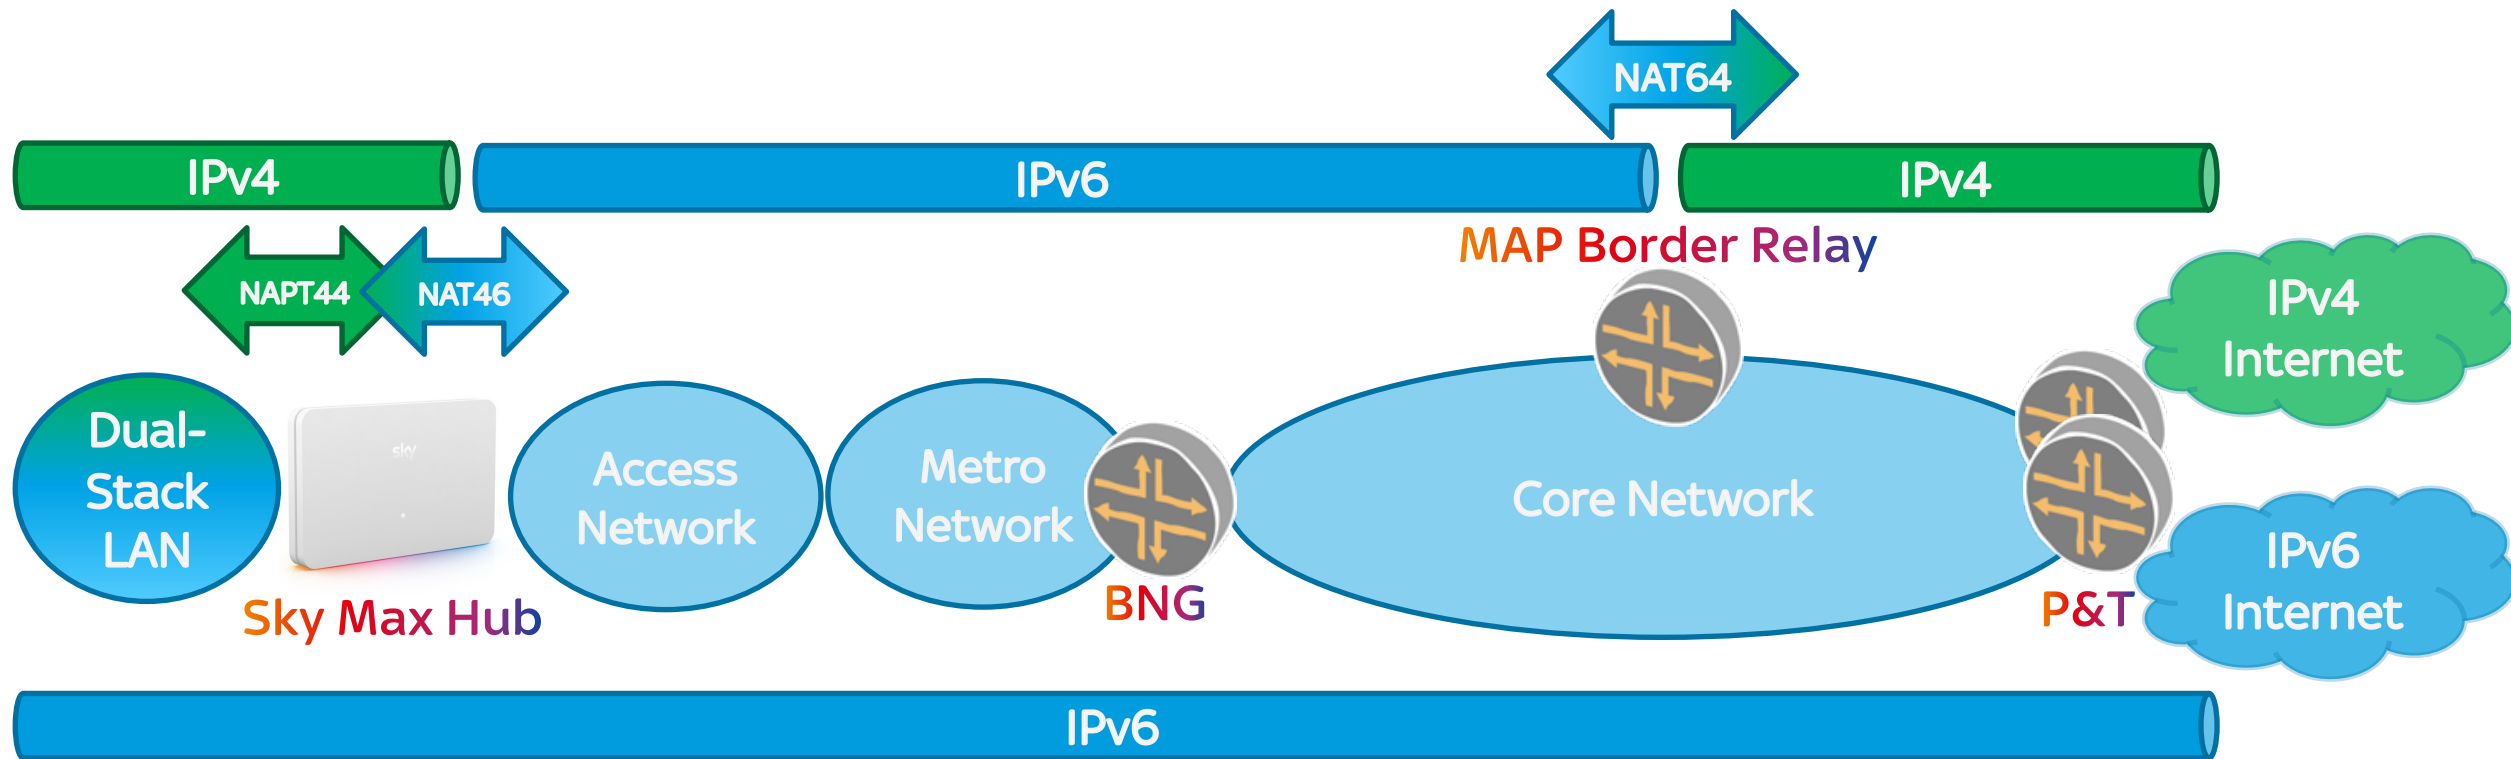 NAT64
IPv4
IPv6
IPv4
MAP Border Relay
NAPT44
NAT46
IPv4
Internet
Dual-
Stack
LAN
sky
Access
Network
Metro
Network
Core Network
IPv6
Internet
Sky Max Hub
BNG
P&T
IPv6